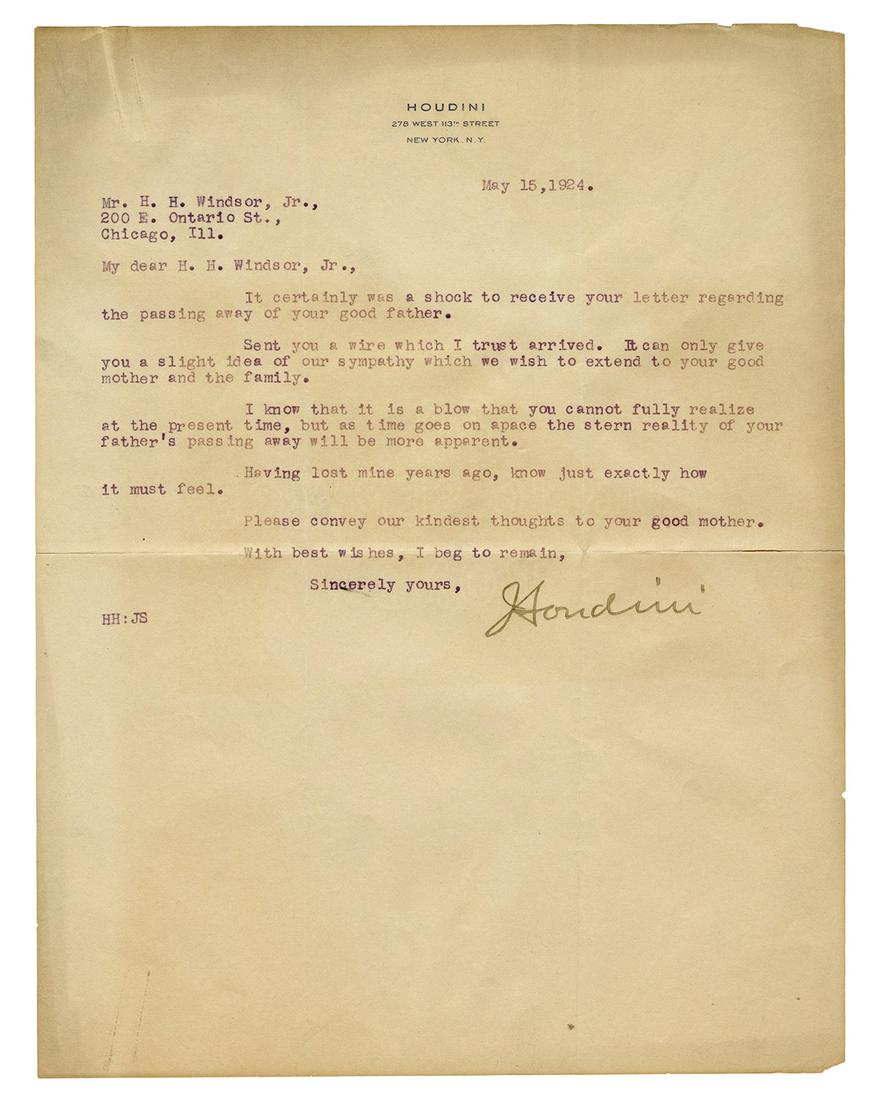 HOUDINI
278 WEST 113TH STREET
NEW YORK, N.Y.
May 15,1924.
Mr. H. H. Windsor, Jr.,
200 E. Ontario St.,
Chicago, Ill.
My dear H. H. Windsor, Jr.,
It certainly was a shock to receive your letter regarding
the passing away of your good father.
Sent you a wire which I trust arrived. It can only give
you a slight idea of our sympathy which we wish to extend to your good
mother and the family.
I know that it is a blow that you cannot fully realize
at the present time, but as time goes on apace the stern reality of your
father's passing away will be more apparent.
Having lost mine years ago, know just exactly how
it must feel.
Please convey our kindest thoughts to your good mother.
With best wishes, I beg to remain,
Sincerely yours,
Houdini
HH:JS